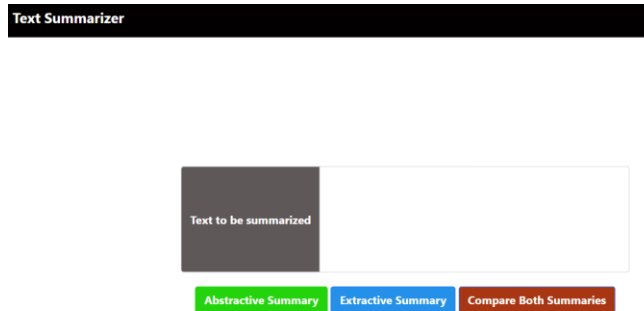 Text Summarizer
Text to be summarized
Abstractive Summary Extractive Summary Compare Both Summaries